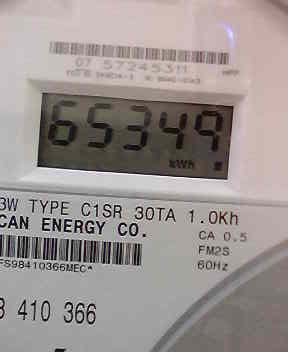 07 57245311
65349
kWh
3W TYPE C1SR 30TA 1.0Kh
CAN ENERGY CO.
CA 0.5
FM2S
60Hz
FS98410366MEC*
8 410 366